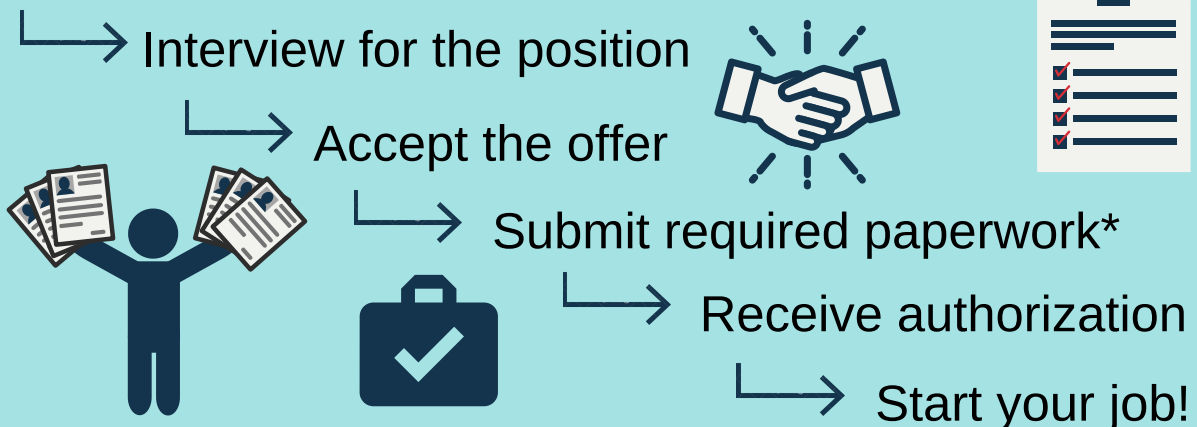 Interview for the position
Accept the offer
Submit required paperwork*
Receive authorization
Start your job!